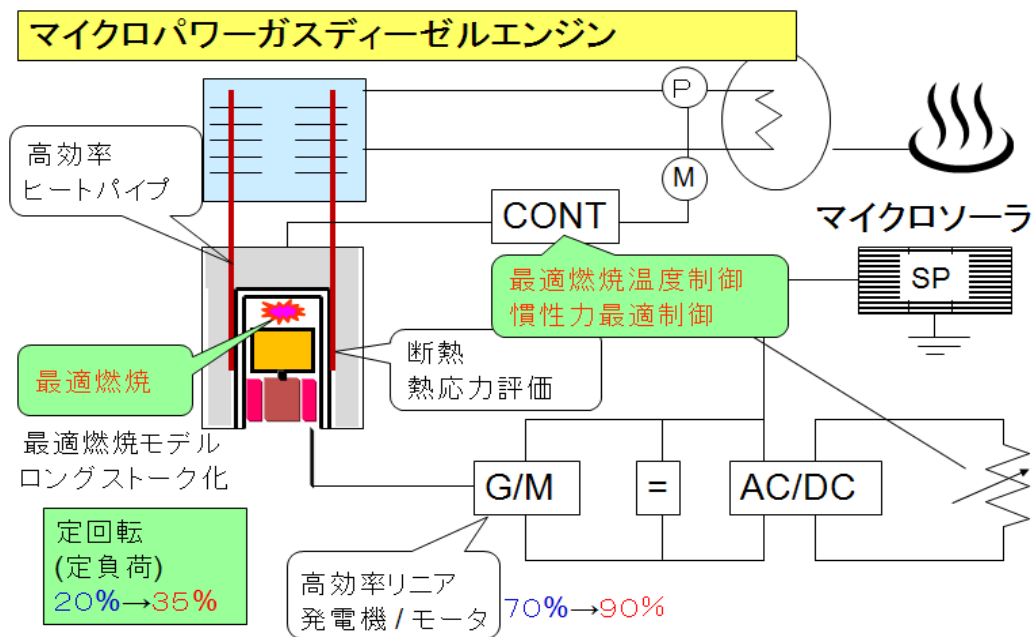 マイクロパワーガスディーゼルエンジン
P
高効率
ヒートパイプ
M
CONT
マイクロソーラ
最適燃焼温度制御
慣性力最適制御
SP
最適燃焼
断熱
熱応力評価
最適燃焼モデル
ロングストーク化
G/M
=
AC/DC
定回転
(定負荷)
20%→35%
高効率リニア
発電機/モータ
70%→90%